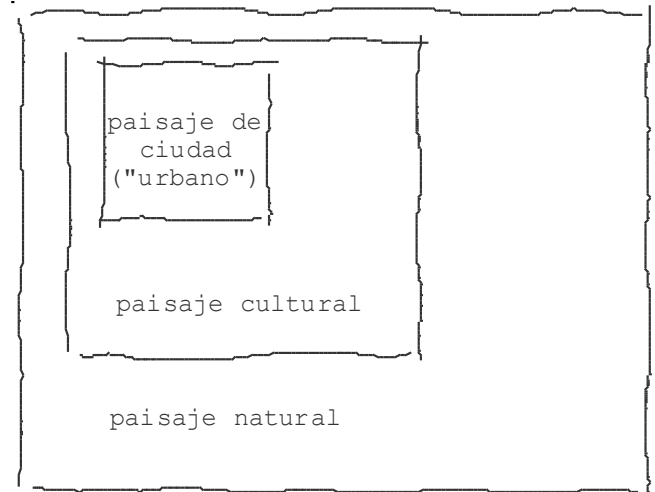 paisaje de
ciudad
("urbano")
paisaje cultural
paisaje natural